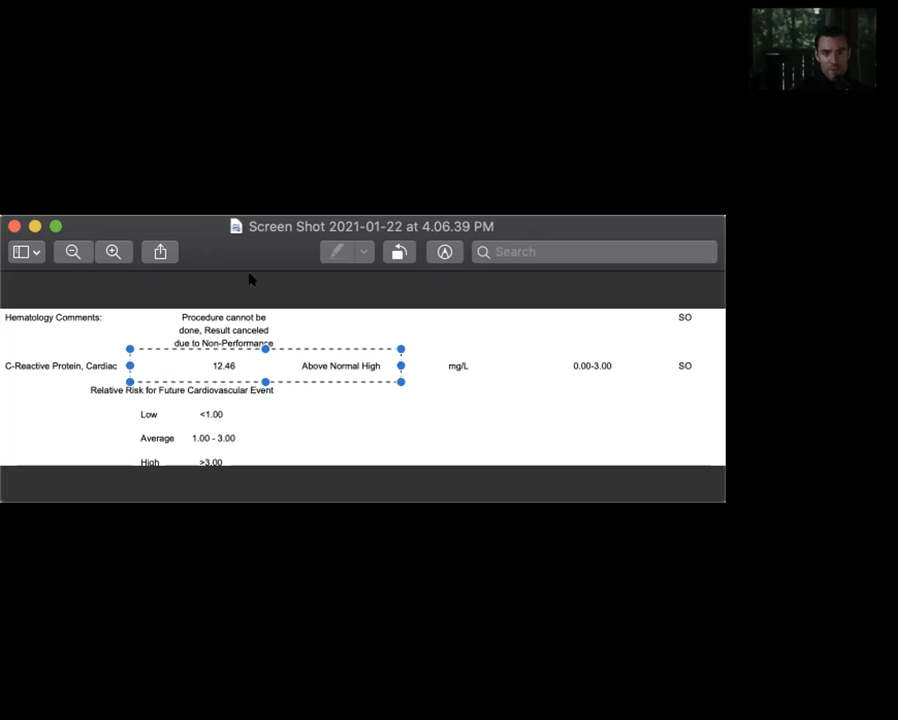 Screen Shot 2021-01-22 at 4.06.39 PM
Search
Hematology Comments: Procedure cannot be SO
done, Result canceled
due to Non-Performance
C-Reactive Protein, Cardiac 12.46 Above Normal High mg/L 0.00-3.00 SO
Relative Risk for Future Cardiovascular Event
Low <1.00
Average 1.00 - 3.00
High >3.00